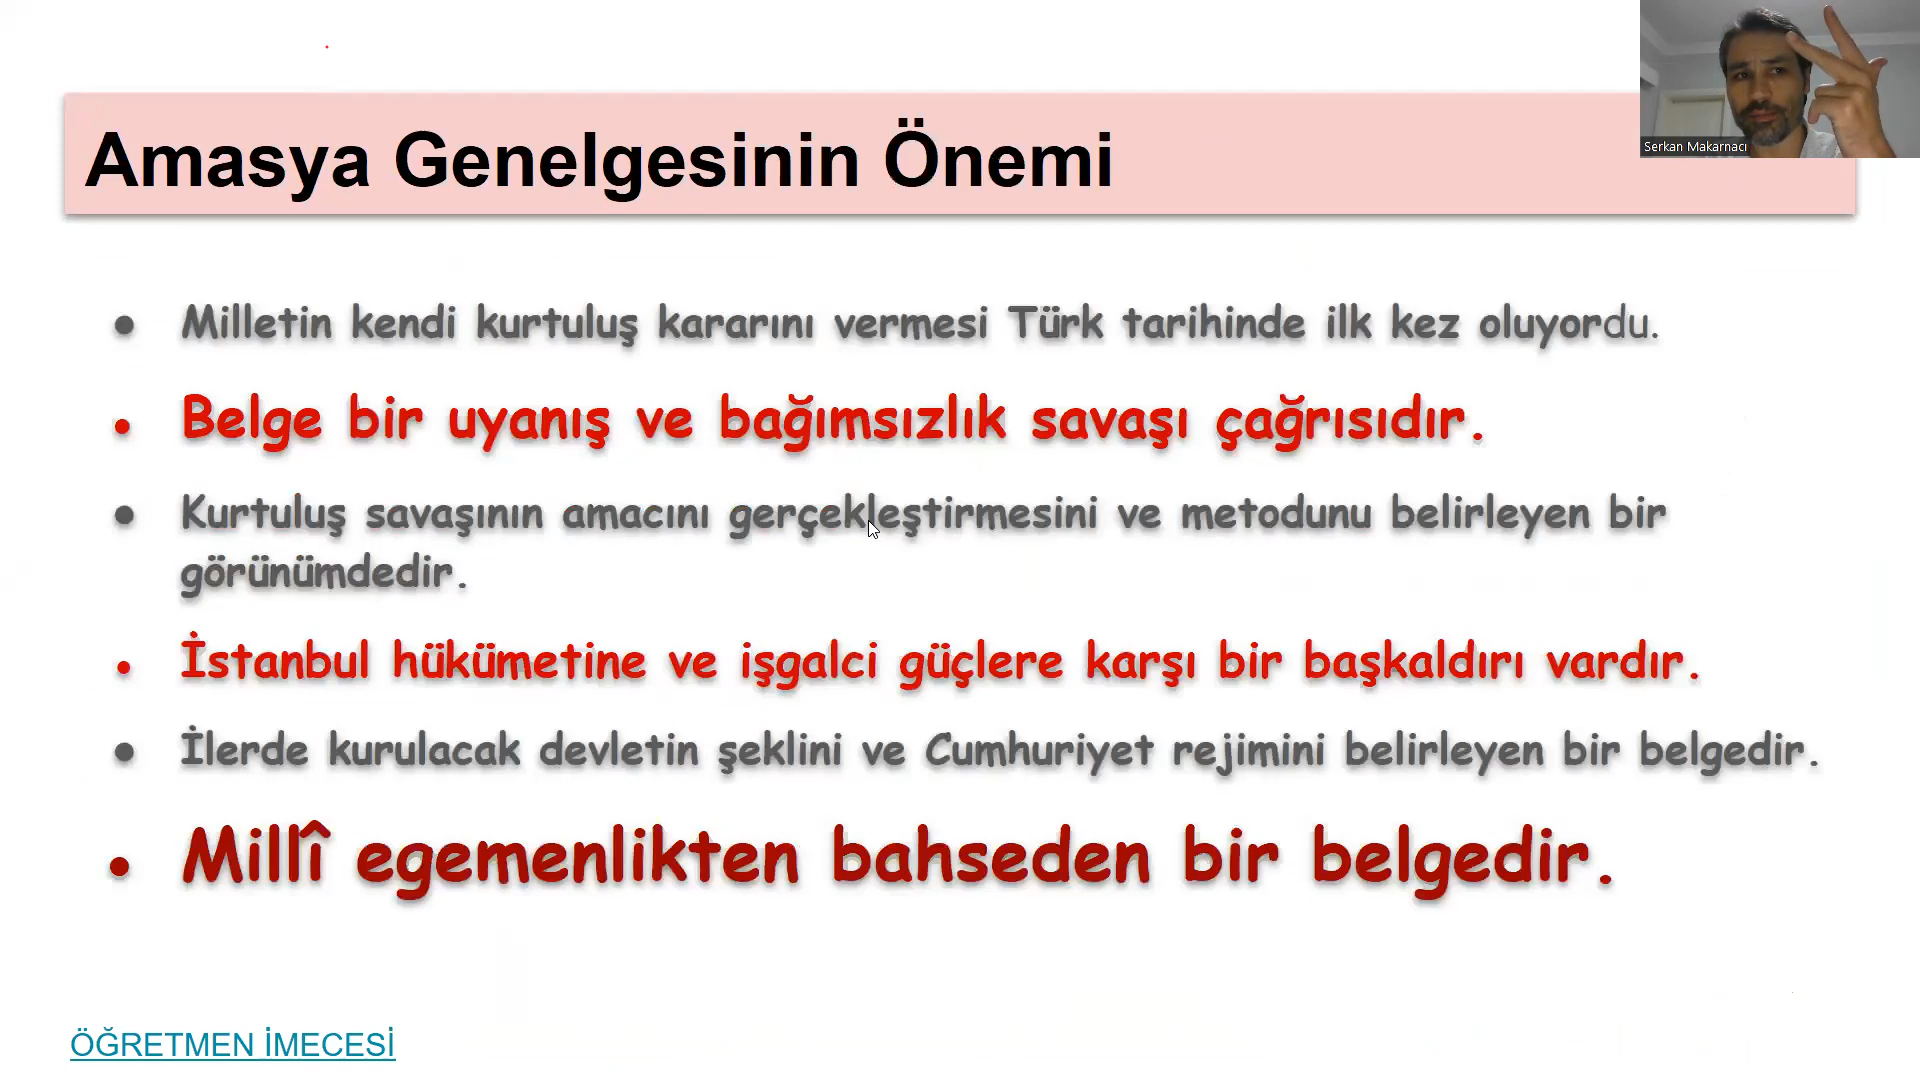 Serkan Makarnacı
Amasya Genelgesinin Önemi
● Milletin kendi kurtuluş kararını vermesi Türk tarihinde ilk kez oluyordu.
● Belge bir uyanış ve bağımsızlık savaşı çağrısıdır.
● Kurtuluş savaşının amacını gerçekleştirmesini ve metodunu belirleyen bir
görünümdedir.
● İstanbul hükümetine ve işgalci güçlere karşı bir başkaldırı vardır.
● İlerde kurulacak devletin şeklini ve Cumhuriyet rejimini belirleyen bir belgedir.
● Millî egemenlikten bahseden bir belgedir.
ÖĞRETMEN İMECESİ